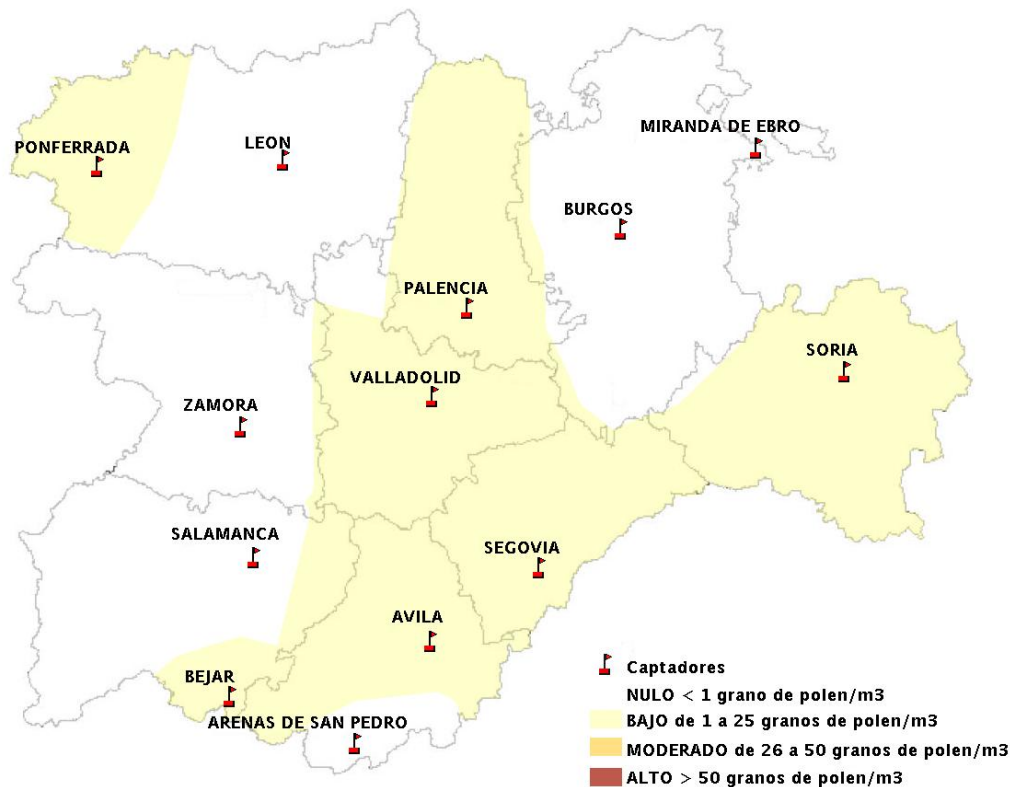 MIRANDA DE EBRO
PONFERRADA
LEON
BURGOS
PALENCIA
SORIA
VALLADOLID
ZAMORA
SALAMANCA
SEGOVIA
AVILA
BEJAR
ARENAS DE SAN PEDRO
Captadores
NULO < 1 grano de polen/m3
BAJO de 1 a 25 granos de polen/m3
MODERADO de 26 a 50 granos de polen/m3
ALTO > 50 granos de polen/m3